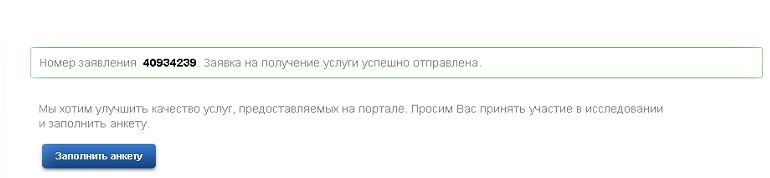 Номер заявления 40934239. Заявка на получение услуги успешно отправлена.
Мы хотим улучшить качество услуг, предоставляемых на портале. Просим Вас принять участие в исследовании
и заполнить анкету.
Заполнить анкету